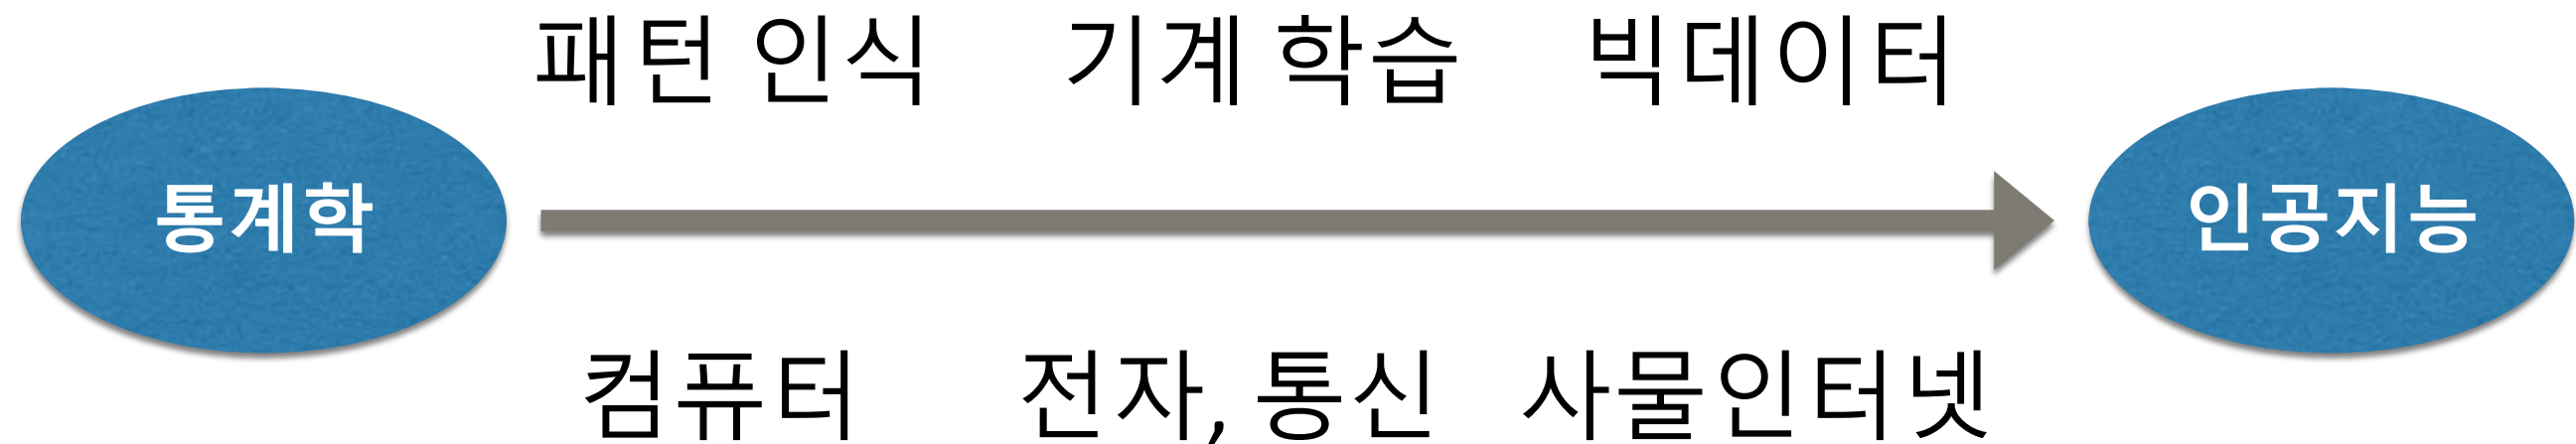 패턴 인식 기계 학습 빅데이터
통계학 인공지능
컴퓨터 전자, 통신 사물인터넷